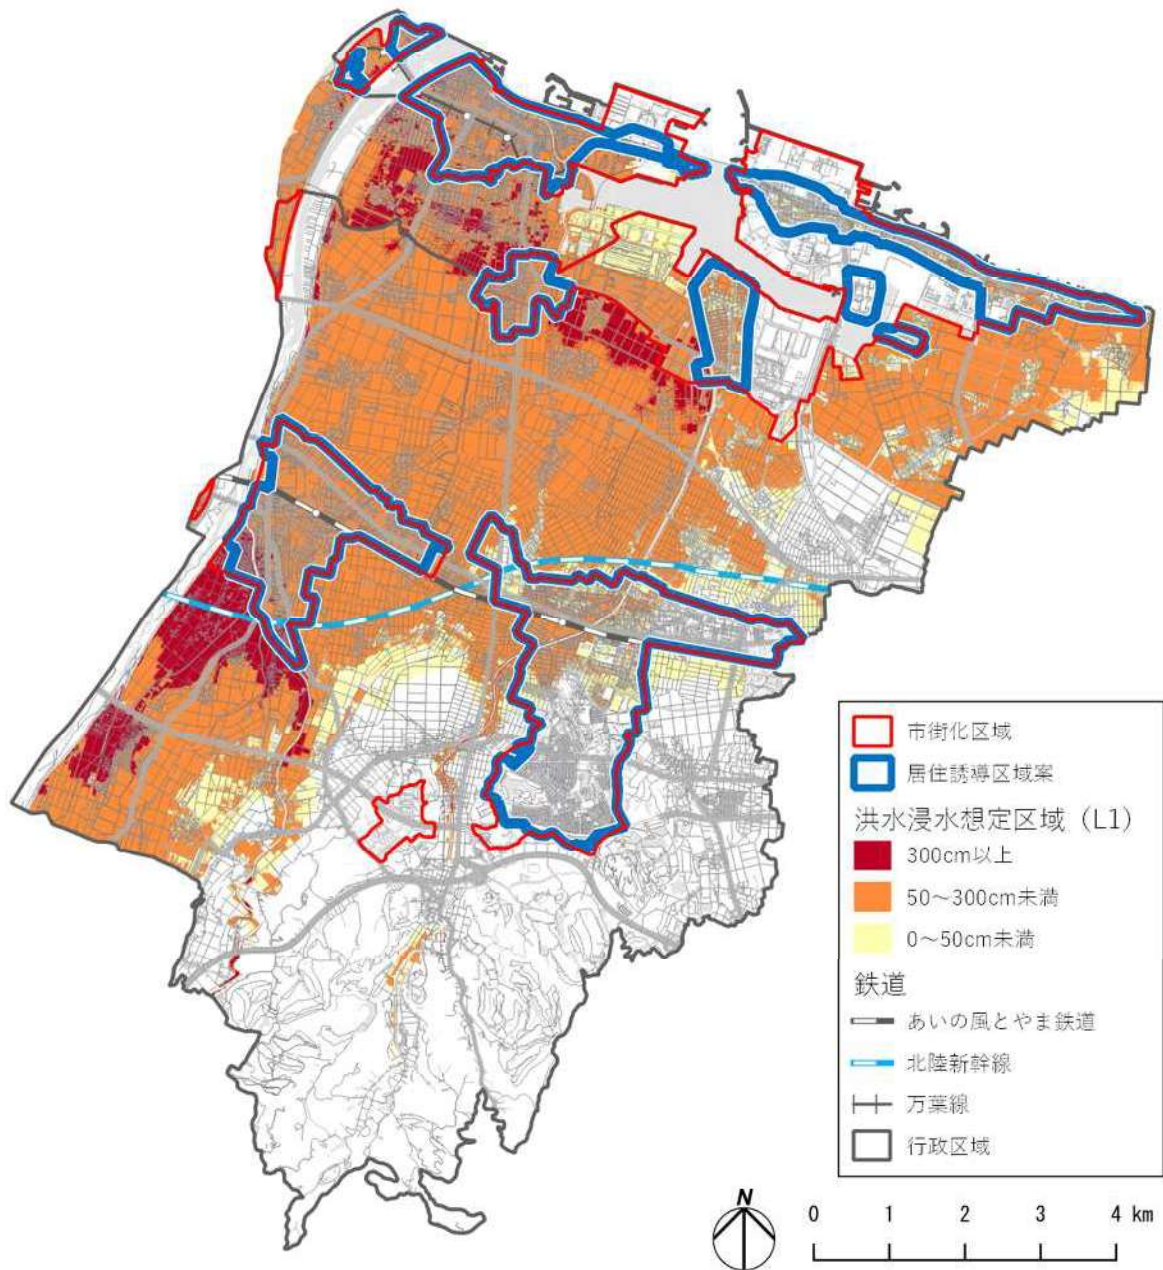 市街化区域
居住誘導区域案
洪水浸水想定区域（L1）
300cm以上
50～300cm未満
0～50cm未満
鉄道
あいの風とやま鉄道
北陸新幹線
万葉線
行政区域
N
0 1 2 3 4 km